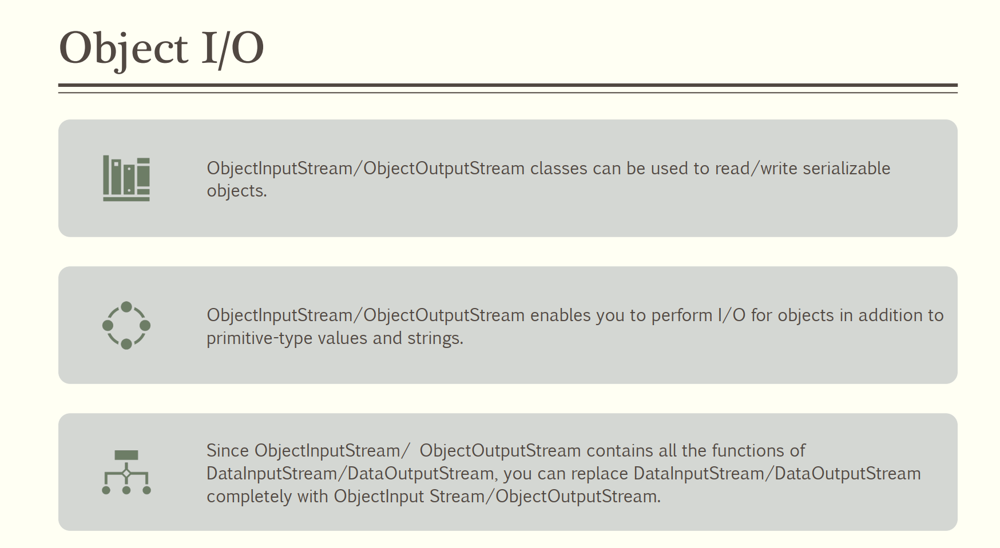 Object I/O
ObjectInputStream/ObjectOutputStream classes can be used to read/write serializable
objects.
ObjectInputStream/ObjectOutputStream enables you to perform I/O for objects in addition to
primitive-type values and strings.
Since ObjectInputStream/  ObjectOutputStream contains all the functions of
DataInputStream/DataOutputStream, you can replace DataInputStream/DataOutputStream
completely with ObjectInput Stream/ObjectOutputStream.